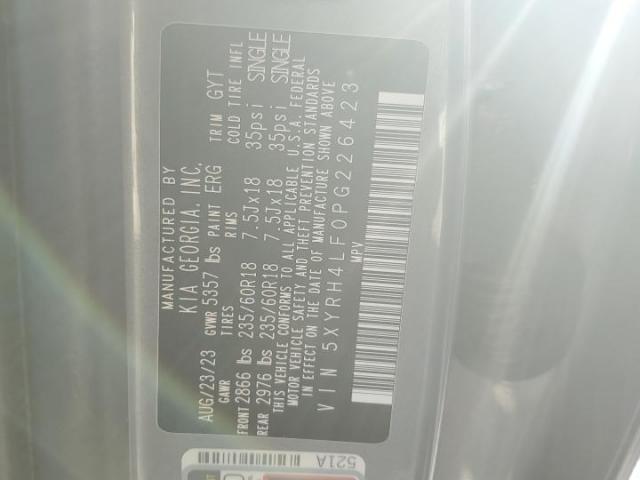 MANUFACTURED BY
KIA GEORGIA, INC.
AUG/23/23 GVWR 5357 lbs PAINT ERG TRIM GYT
GAWR TIRES RIMS COLD TIRE INFL
FRONT 2866 lbs 235/60R18 7.5Jx18 35psi SINGLE
REAR 2976 lbs 235/60R18 7.5Jx18 35psi SINGLE
THIS VEHICLE CONFORMS TO ALL APPLICABLE U.S.A. FEDERAL
MOTOR VEHICLE SAFETY AND THEFT PREVENTION STANDARDS
IN EFFECT ON THE DATE OF MANUFACTURE SHOWN ABOVE
VIN 5XYRH4LF0PG226423
MPV
521A